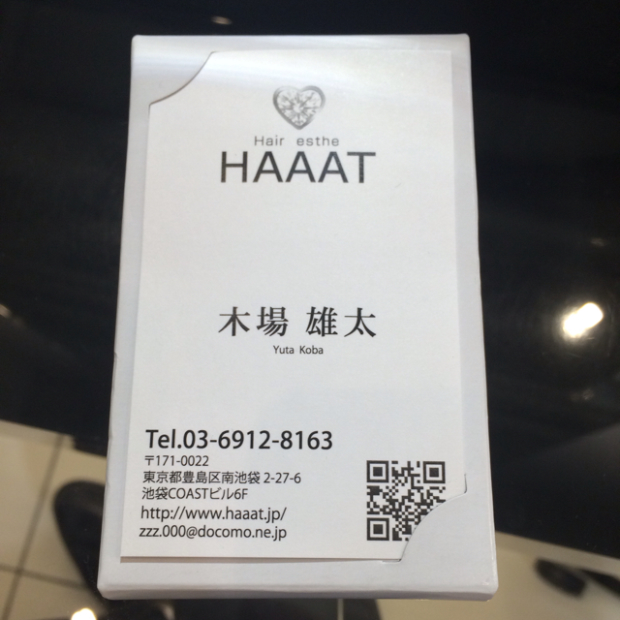 Hair esthe
HAAAT
木場 雄太
Yuta Koba
Tel.03-6912-8163
〒171-0022
東京都豊島区南池袋 2-27-6
池袋COASTビル6F
http://www.haaat.jp/
zzz.000@docomo.ne.jp